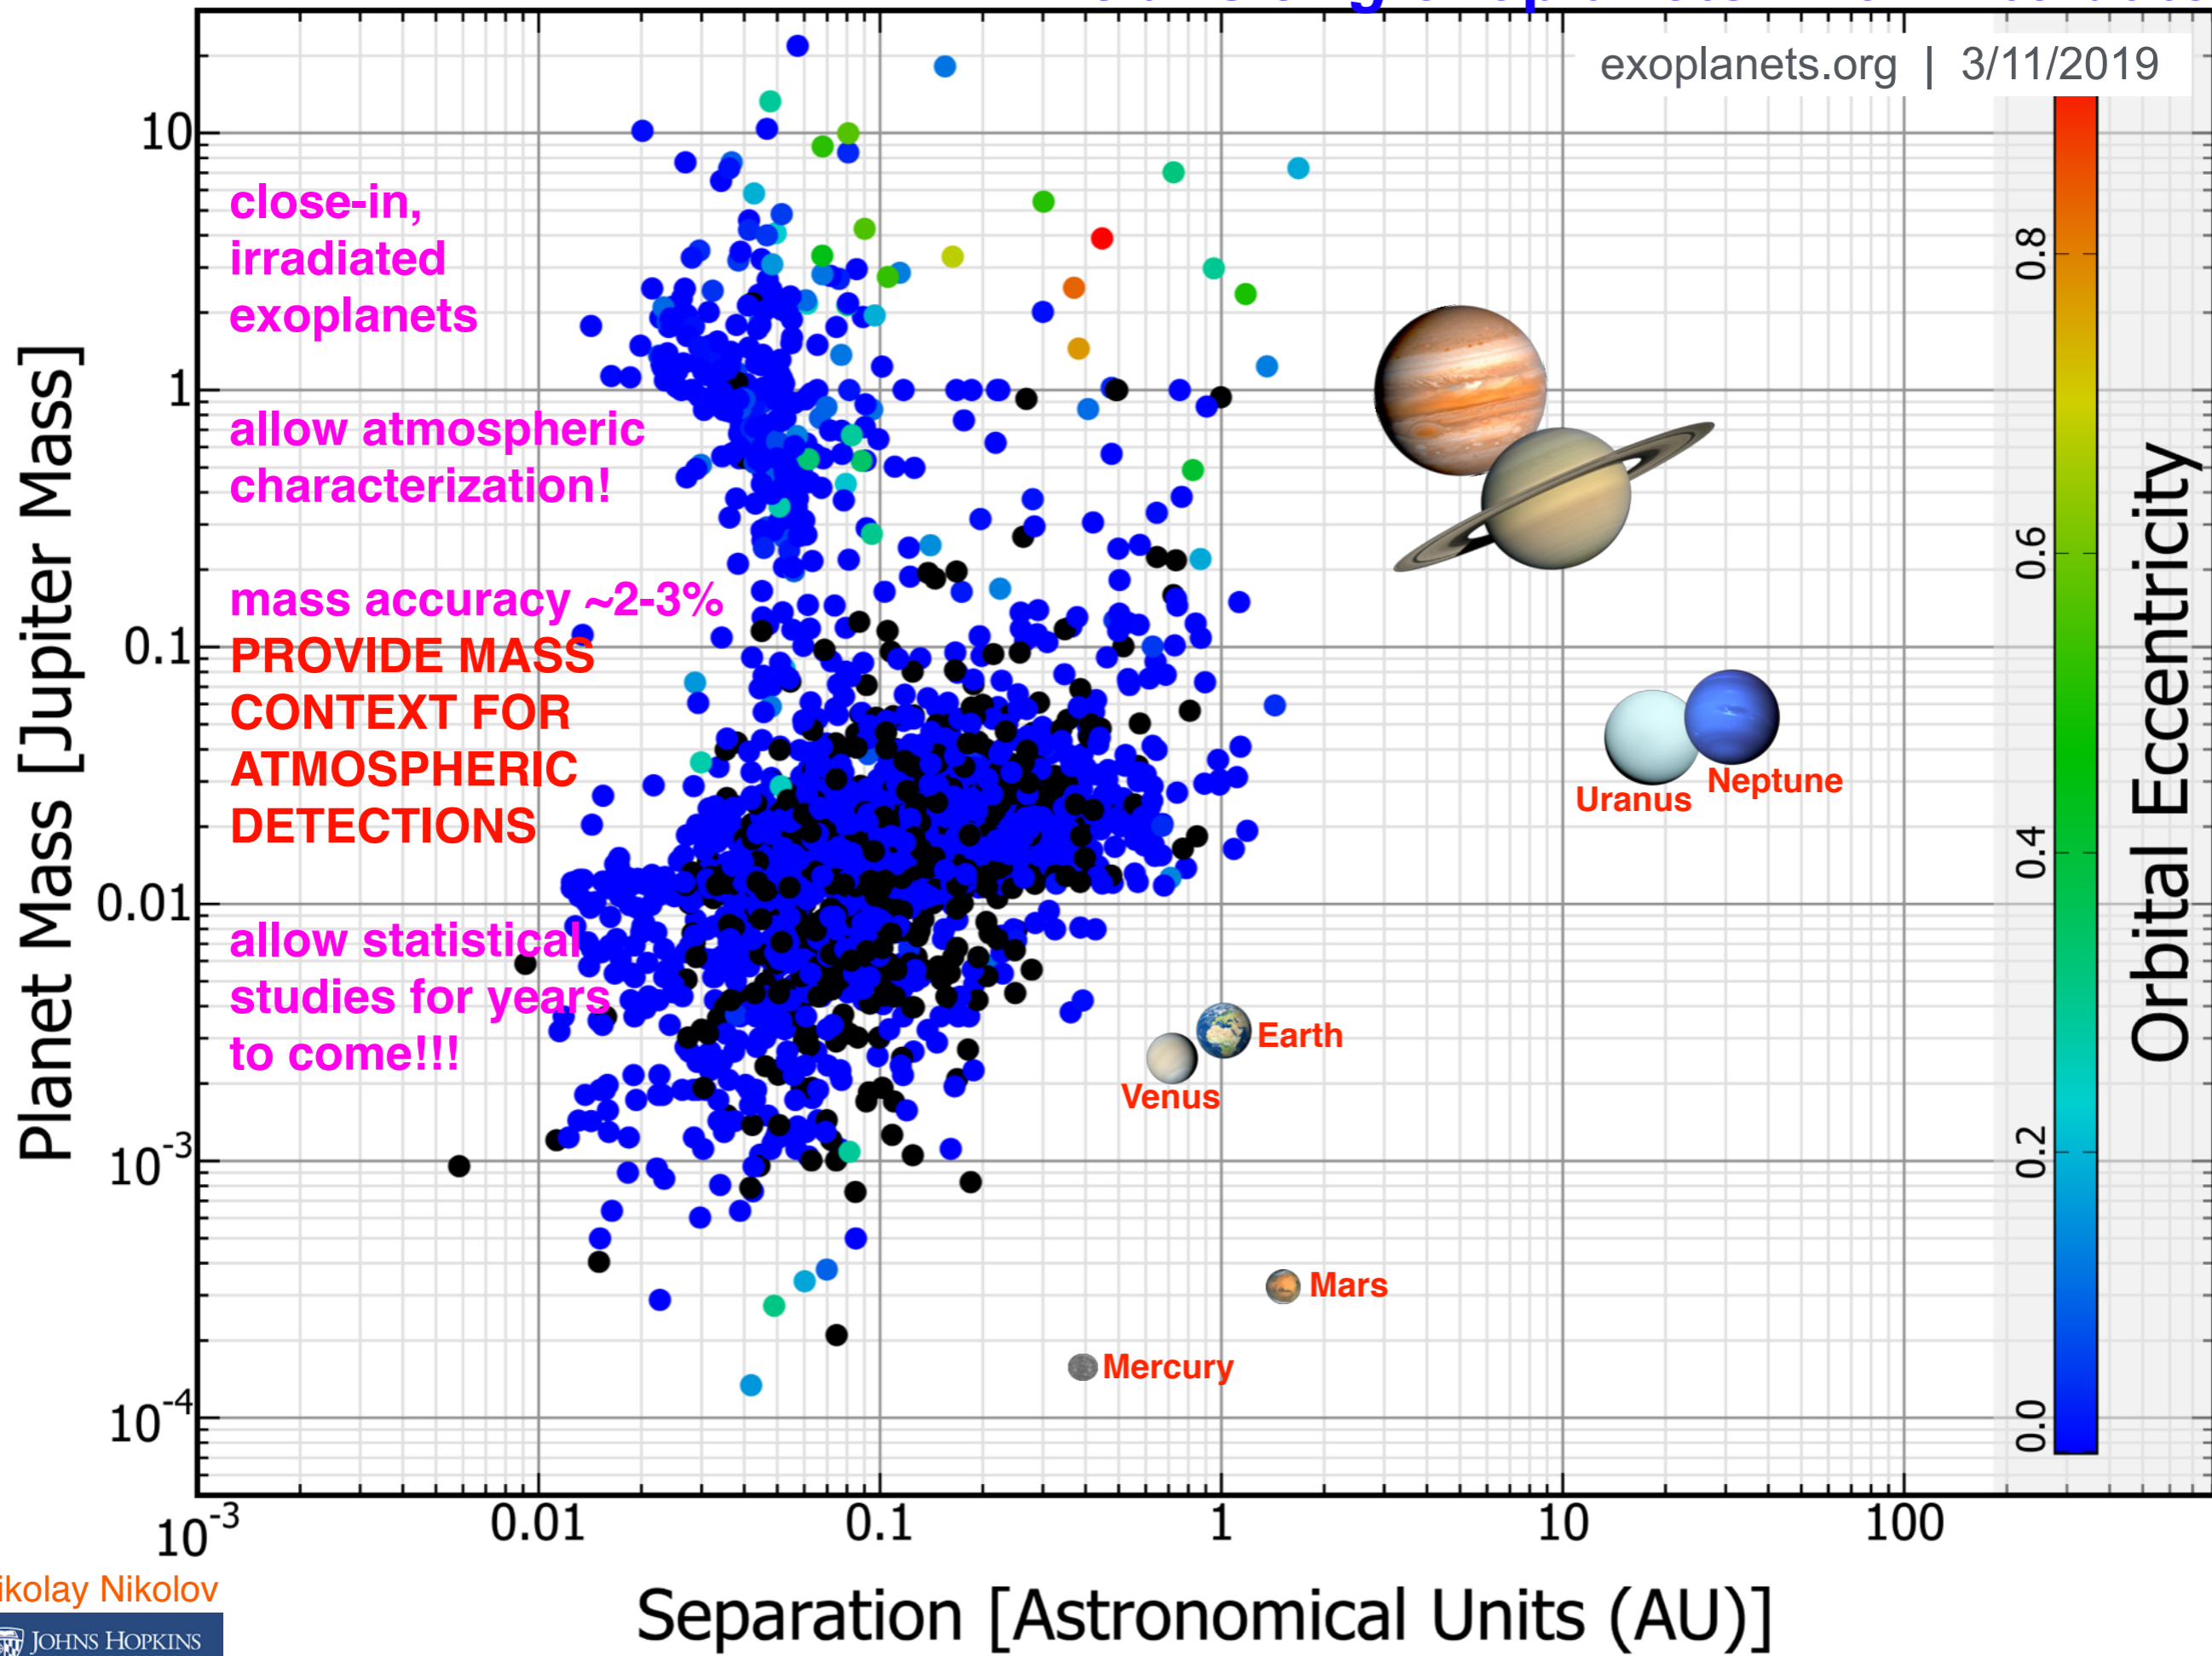 exoplanets.org | 3/11/2019
close-in,
irradiated
exoplanets
allow atmospheric
characterization!
mass accuracy ~2-3%
PROVIDE MASS
CONTEXT FOR
ATMOSPHERIC
DETECTIONS
allow statistical
studies for years
to come!!!
Planet Mass [Jupiter Mass]
10
1
0.1
0.01
10-3
10-4
Uranus
Neptune
Earth
Venus
Mars
Mercury
0.8
0.6
0.4
0.2
0.0
Orbital Eccentricity
10-3
0.01
0.1
1
10
100
Separation [Astronomical Units (AU)]
ikolay Nikolov
JOHNS HOPKINS